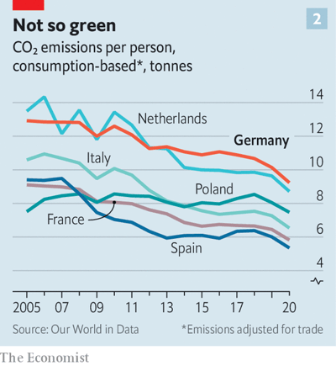 2
Not so green
CO₂ emissions per person,
consumption-based*, tonnes
14
Netherlands
12
Germany
Italy
10
Poland
8
France
6
Spain
4
2005 07 09 11 13 15 17 20
Source: Our World in Data *Emissions adjusted for trade
The Economist